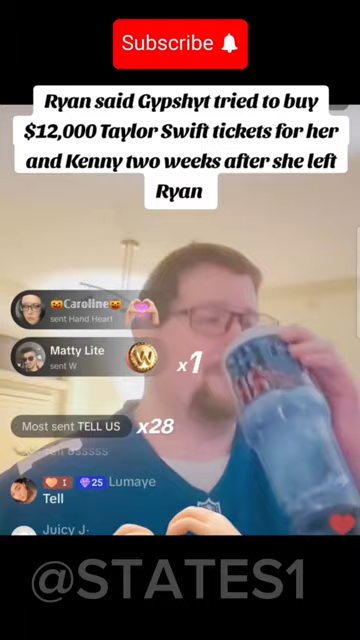 Subscribe
Ryan said Gypshyt tried to buy
$12,000 Taylor Swift tickets for her
and Kenny two weeks after she left
Ryan
Caroline
sent Hand Heart
Matty Lite
sent W
W
x1
Most sent TELL US x28
1 25 Lumaye
Tell
NFL
Juicy J-
@STATES1